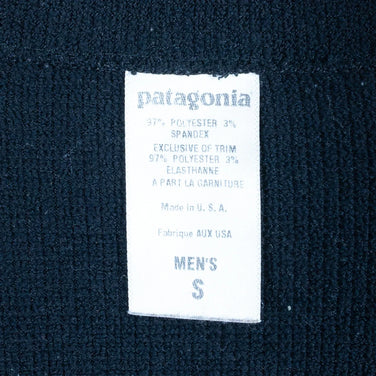 patagonia
97% POLYESTER 3%
SPANDEX
EXCLUSIVE OF TRIM
97% POLYESTER 3%
ÉLASTHANNE
A PART LA GARNITURE
Made in U. S. A.
Fabrique AUX USA
MEN'S
S